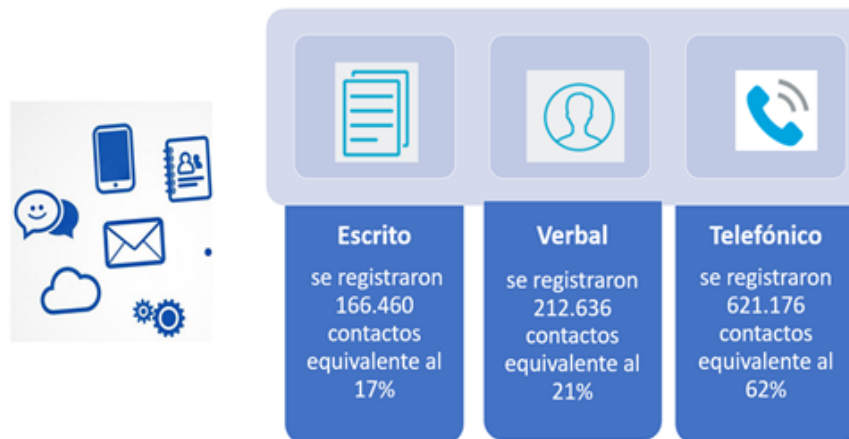 Escrito
se registraron
166.460
contactos
equivalente al
17%
Verbal
se registraron
212.636
contactos
equivalente al
21%
Telefónico
se registraron
621.176
contactos
equivalente al
62%